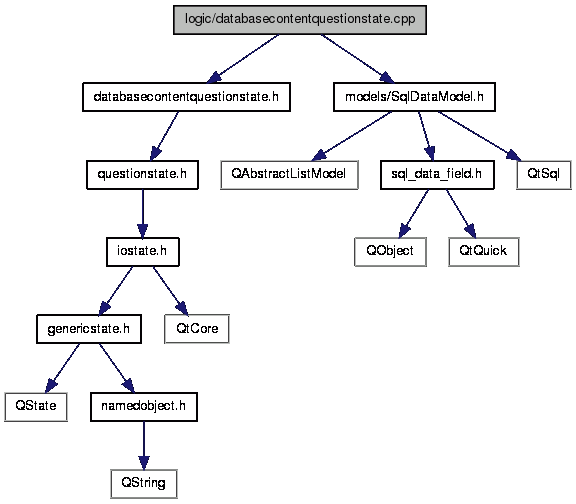 logic/databasecontentquestionstate.cpp
databasecontentquestionstate.h
models/SqlDataModel.h
questionstate.h
QAbstractListModel
sql_data_field.h
QtSql
iostate.h
QObject
QtQuick
genericstate.h
QtCore
QState
namedobject.h
QString